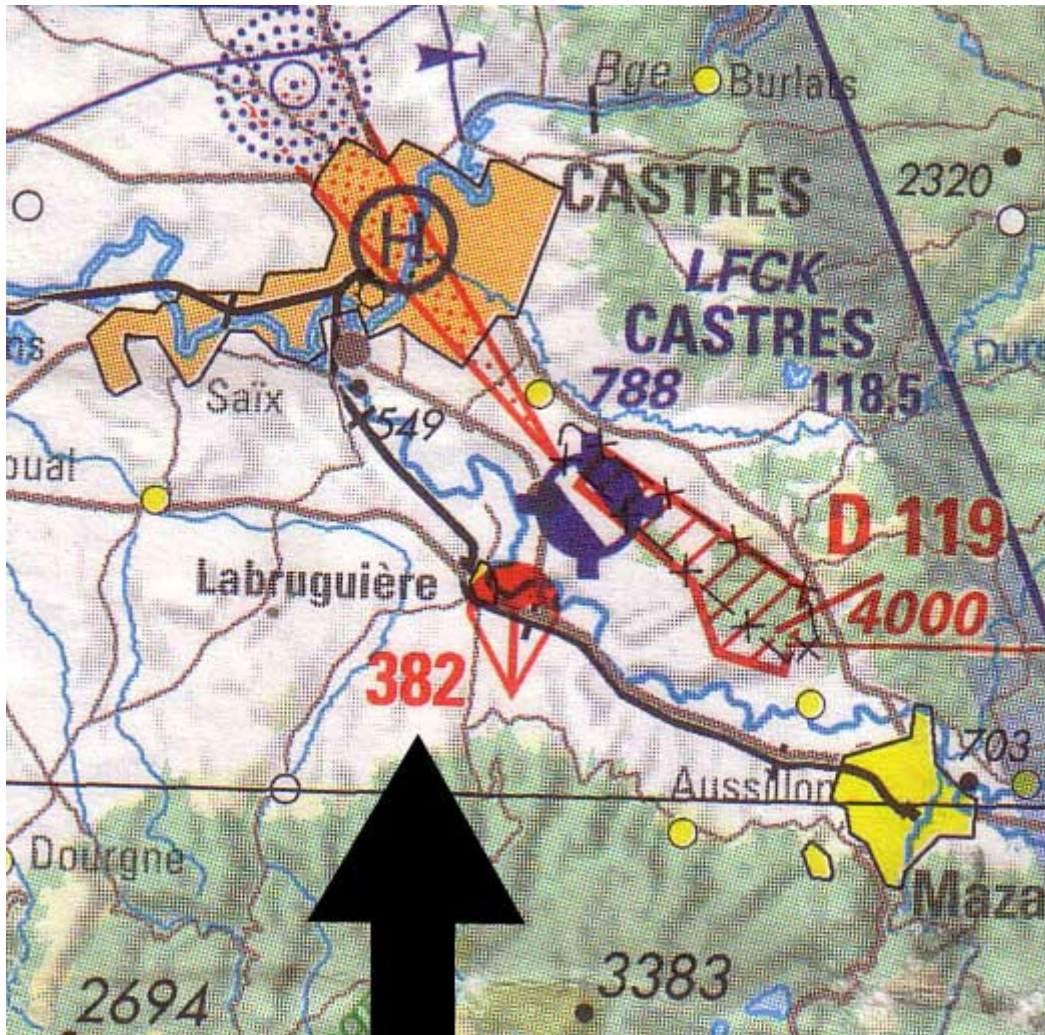 Bge
Burlats
CASTRES
2320
H
LFCK
CASTRES
788
118,5
Saïx
549
oual
D 119
Labruguière
4000
382
703
Aussillon
Dourgne
Maza
2694
3383